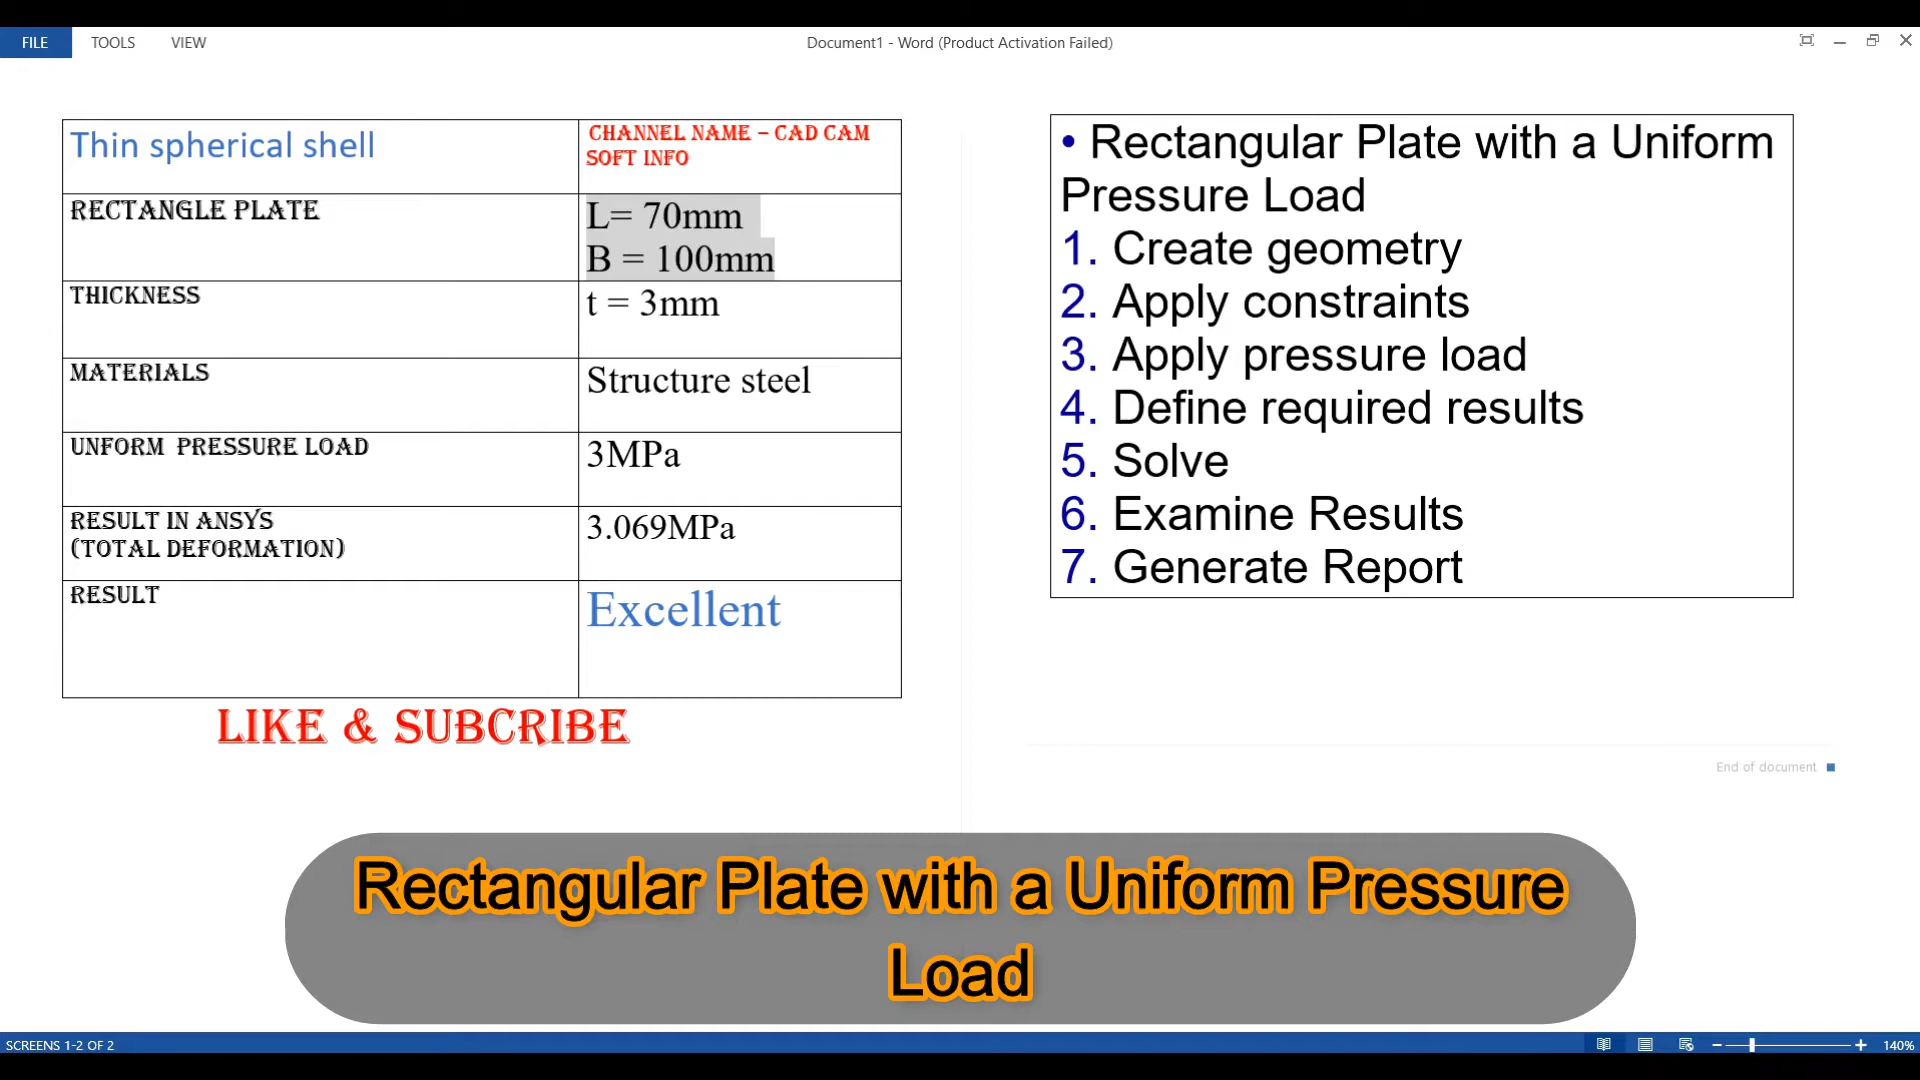 FILE TOOLS VIEW Document1 - Word (Product Activation Failed)
Thin spherical shell
CHANNEL NAME – CAD CAM
SOFT INFO
RECTANGLE PLATE
L= 70mm
B = 100mm
THICKNESS
t = 3mm
MATERIALS
Structure steel
UNFORM PRESSURE LOAD
3MPa
RESULT IN ANSYS
(TOTAL DEFORMATION)
3.069MPa
RESULT
Excellent
LIKE & SUBCRIBE
• Rectangular Plate with a Uniform
Pressure Load
1. Create geometry
2. Apply constraints
3. Apply pressure load
4. Define required results
5. Solve
6. Examine Results
7. Generate Report
End of document
Rectangular Plate with a Uniform Pressure
Load
SCREENS 1-2 OF 2
140%